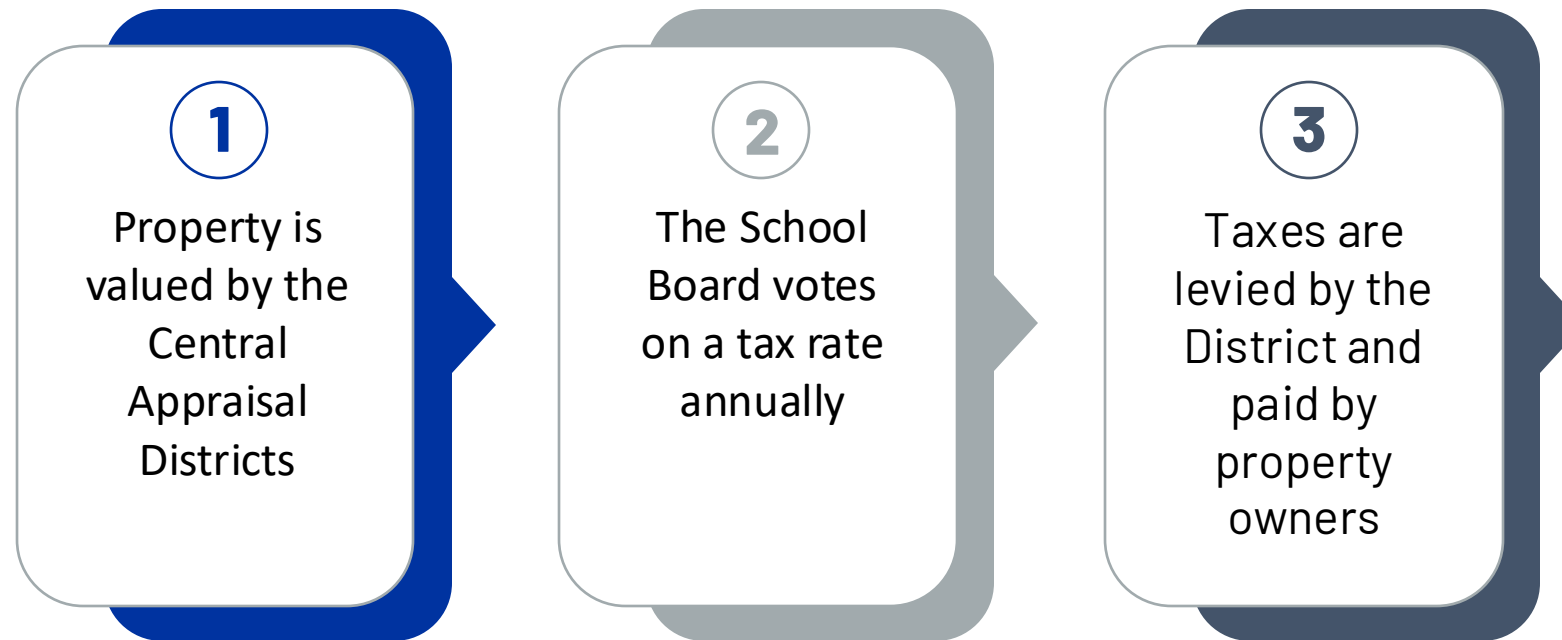 1
Property is
valued by the
Central
Appraisal
Districts
2
The School
Board votes
on a tax rate
annually
3
Taxes are
levied by the
District and
paid by
property
owners